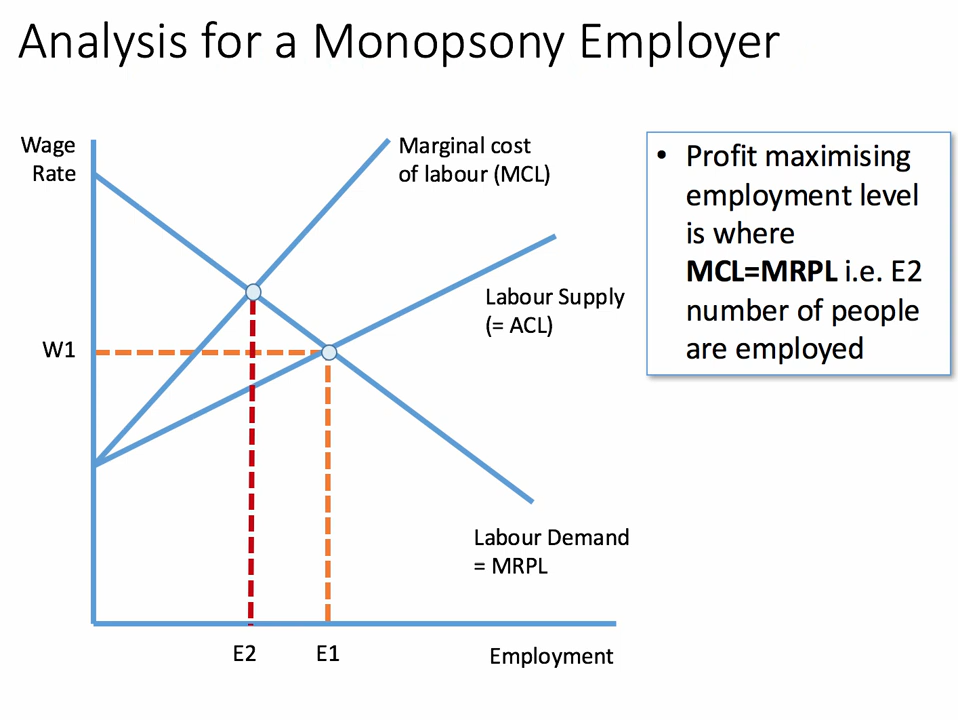 Analysis for a Monopsony Employer
Wage
Rate
Marginal cost
of labour (MCL)
• Profit maximising
employment level
is where
MCL=MRPL i.e. E2
number of people
are employed
Labour Supply
(= ACL)
W1
Labour Demand
= MRPL
E2
E1
Employment